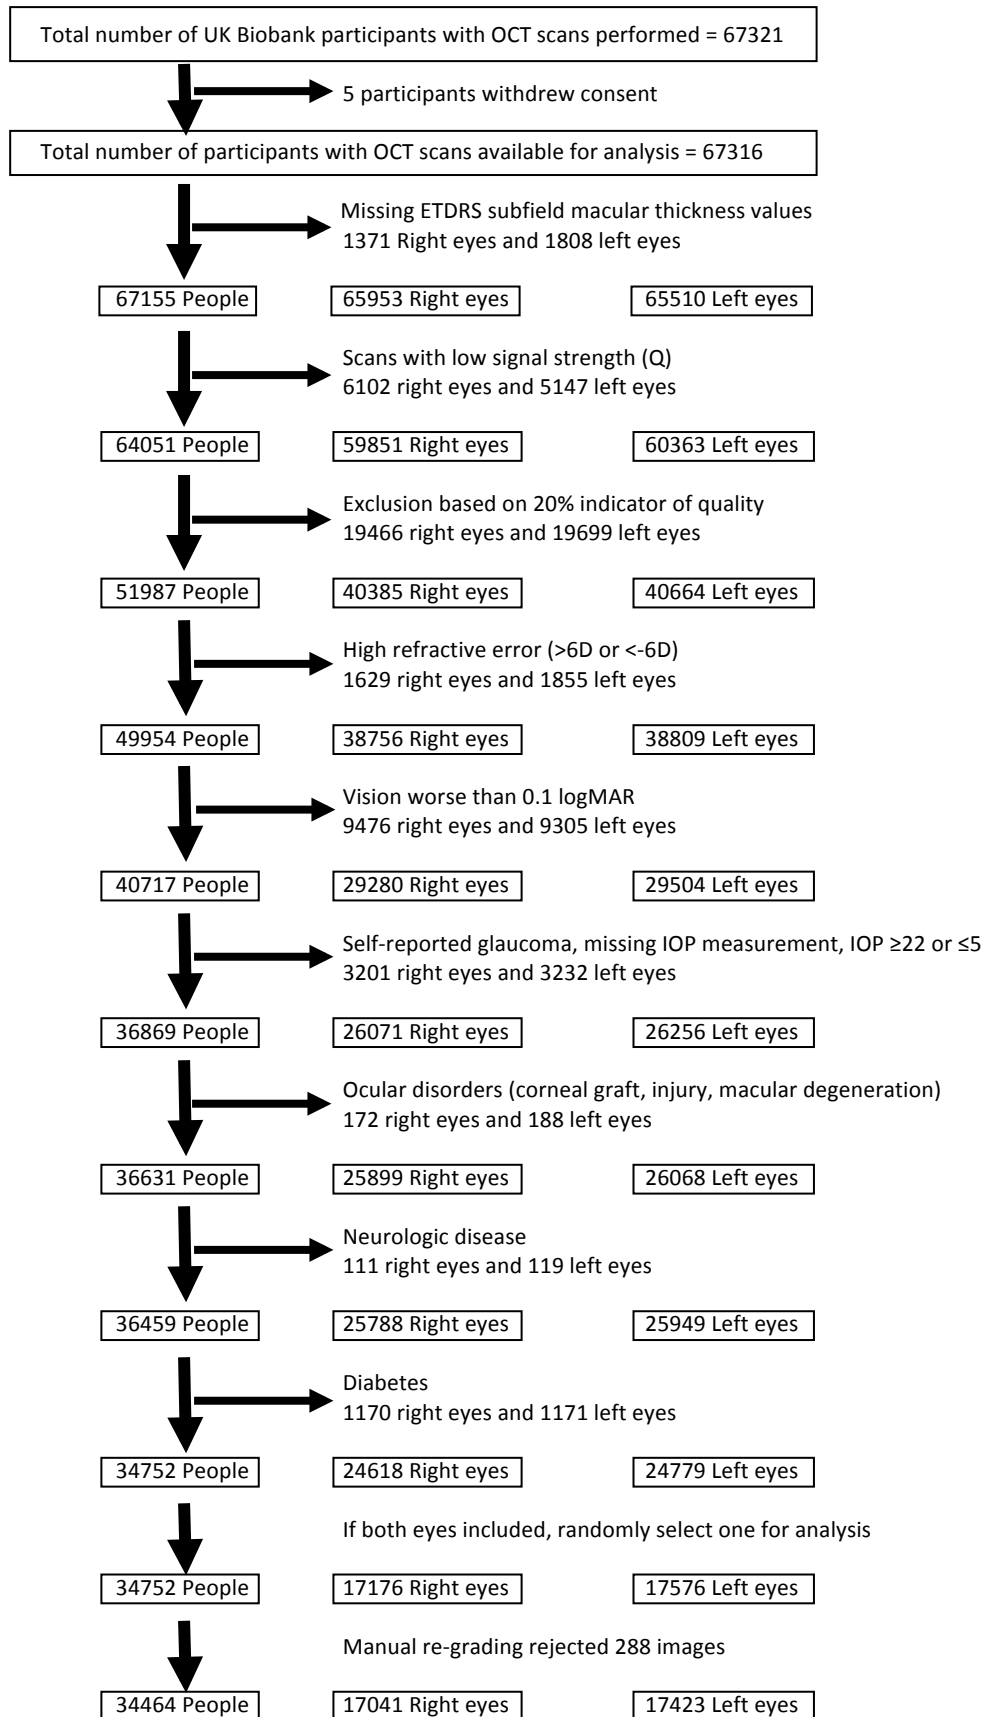 Total number of UK Biobank participants with OCT scans performed = 67321
5 participants withdrew consent
Total number of participants with OCT scans available for analysis = 67316
Missing ETDRS subfield macular thickness values
1371 Right eyes and 1808 left eyes
67155 People 65953 Right eyes 65510 Left eyes
Scans with low signal strength (Q)
6102 right eyes and 5147 left eyes
64051 People 59851 Right eyes 60363 Left eyes
Exclusion based on 20% indicator of quality
19466 right eyes and 19699 left eyes
51987 People 40385 Right eyes 40664 Left eyes
High refractive error (>6D or <-6D)
1629 right eyes and 1855 left eyes
49954 People 38756 Right eyes 38809 Left eyes
Vision worse than 0.1 logMAR
9476 right eyes and 9305 left eyes
40717 People 29280 Right eyes 29504 Left eyes
Self-reported glaucoma, missing IOP measurement, IOP ≥22 or ≤5
3201 right eyes and 3232 left eyes
36869 People 26071 Right eyes 26256 Left eyes
Ocular disorders (corneal graft, injury, macular degeneration)
172 right eyes and 188 left eyes
36631 People 25899 Right eyes 26068 Left eyes
Neurologic disease
111 right eyes and 119 left eyes
36459 People 25788 Right eyes 25949 Left eyes
Diabetes
1170 right eyes and 1171 left eyes
34752 People 24618 Right eyes 24779 Left eyes
If both eyes included, randomly select one for analysis
34752 People 17176 Right eyes 17576 Left eyes
Manual re-grading rejected 288 images
34464 People 17041 Right eyes 17423 Left eyes